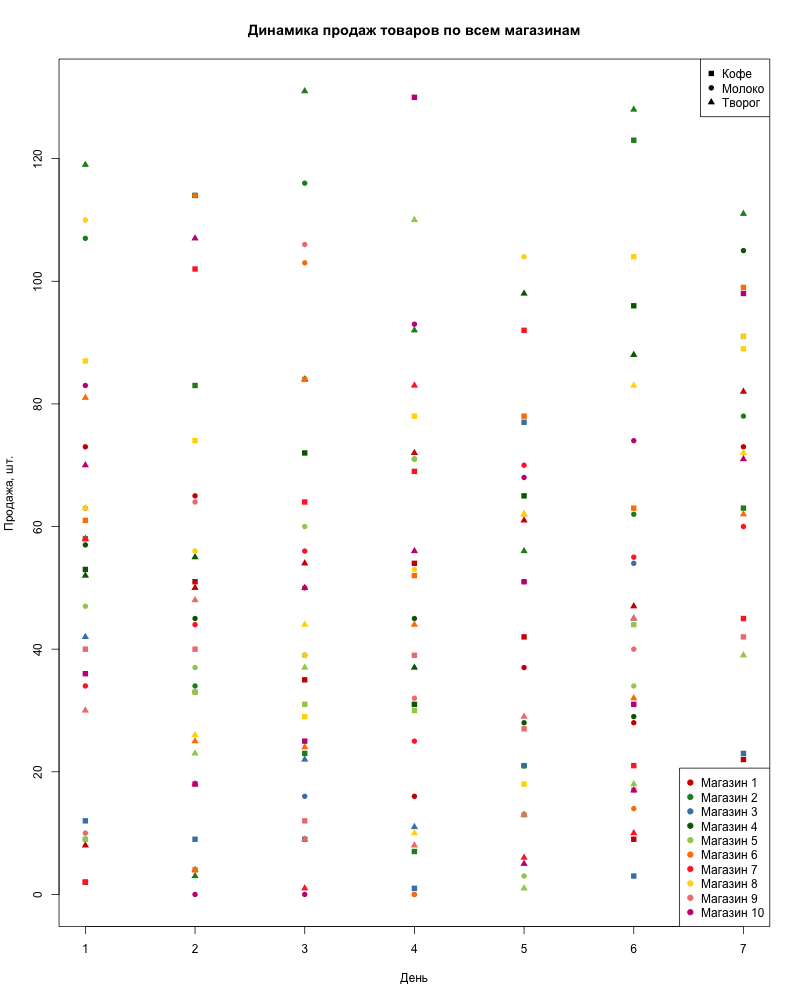 Динамика продаж товаров по всем магазинам
Кофе
Молоко
Творог
Продажа, шт.
120
100
80
60
40
20
0
Магазин 1
Магазин 2
Магазин 3
Магазин 4
Магазин 5
Магазин 6
Магазин 7
Магазин 8
Магазин 9
Магазин 10
1 2 3 4 5 6 7
День